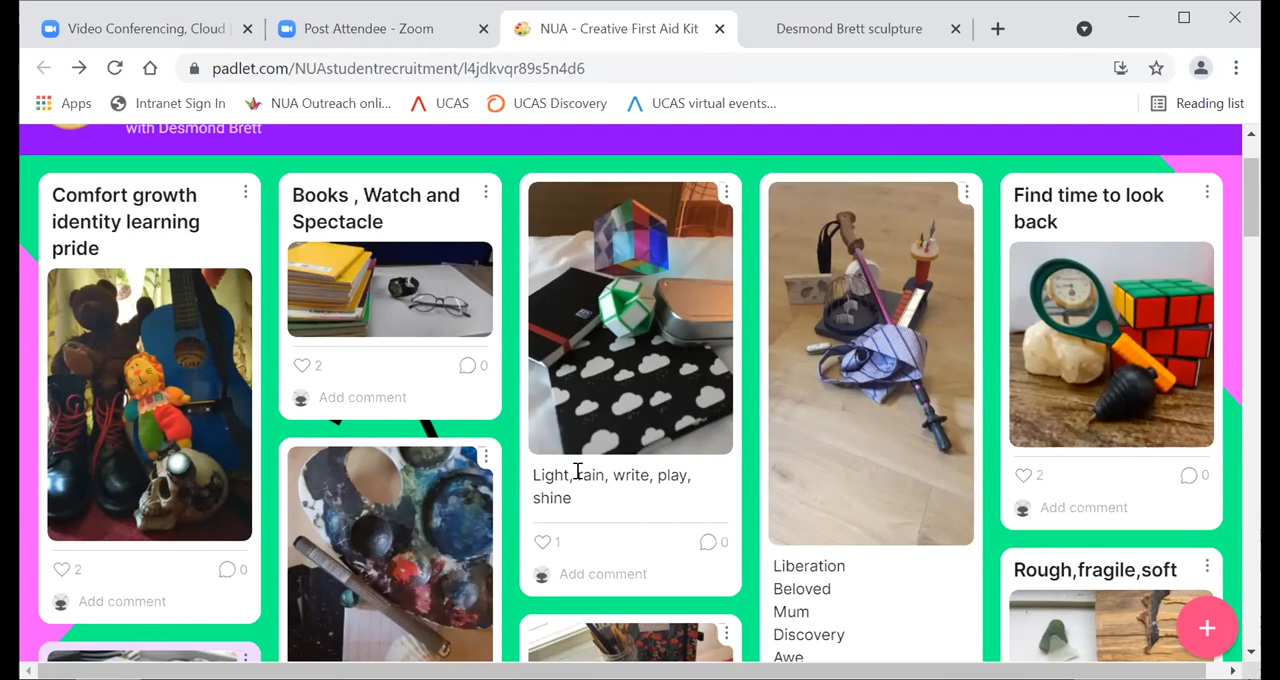 Video Conferencing, Cloud
Post Attendee - Zoom
NUA - Creative First Aid Kit
Desmond Brett sculpture
padlet.com/NUAstudentrecruitment/l4jdkvqr89s5n4d6
Apps
Intranet Sign In
NUA Outreach onli...
UCAS
UCAS Discovery
UCAS virtual events...
Reading list
with Desmond Brett
Comfort growth
identity learning
pride
2
0
Add comment
Books , Watch and
Spectacle
2
0
Add comment
Light, rain, write, play,
shine
1
0
Add comment
Liberation
Beloved
Mum
Discovery
Awe
Find time to look
back
2
0
Add comment
Rough,fragile,soft